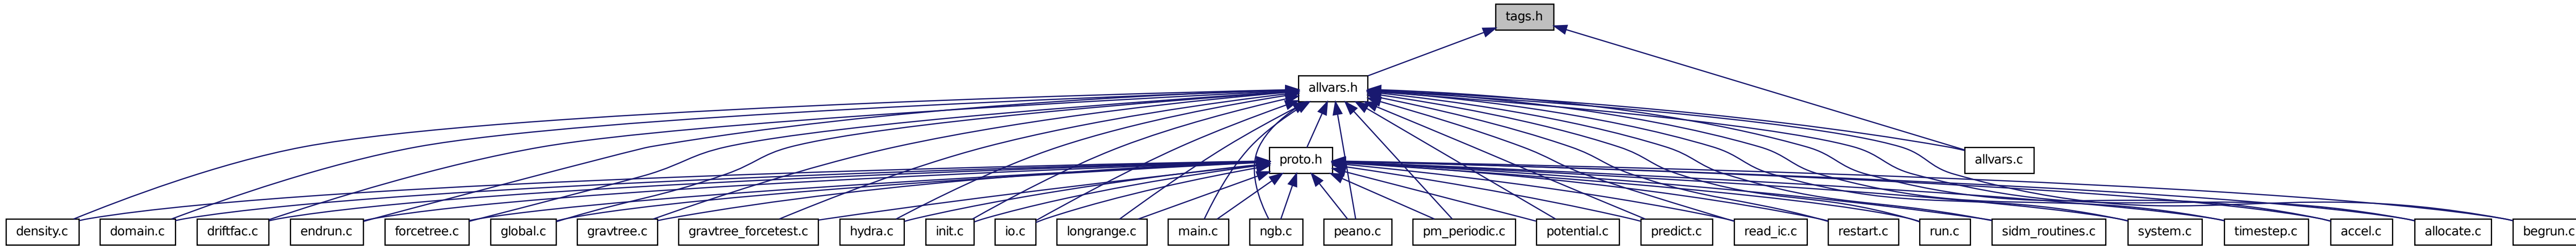 tags.h
allvars.h
proto.h
allvars.c
density.c
domain.c
driftfac.c
endrun.c
forcetree.c
global.c
gravtree.c
gravtree_forcetest.c
hydra.c
init.c
io.c
longrange.c
main.c
ngb.c
peano.c
pm_periodic.c
potential.c
predict.c
read_ic.c
restart.c
run.c
sidm_routines.c
system.c
timestep.c
accel.c
allocate.c
begrun.c